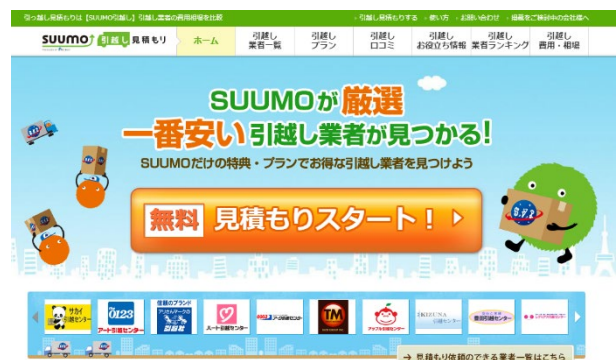 引っ越し見積もりは【SUUMO引越し】引越し業者の費用相場を比較
引越し見積もりする
使い方
お問い合わせ
掲載をご検討中の会社様へ
SUUMO 引越し 見積もり
ホーム
引越し
業者一覧
引越し
プラン
引越し
口コミ
引越し
お役立ち情報
引越し
業者ランキング
引越し
費用・相場
SUUMOが厳選
一番安い引越し業者が見つかる!
SUUMOだけの特典・プランでお得な引越し業者を見つけよう
無料 見積もりスタート!
サカイ
引越センター
0123
アート引越センター
信頼のブランド
アリさんマークの
引越社
ハート引越センター
TM
アップル引越センター
KIZUNA
→ 見積もり依頼のできる業者一覧はこちら